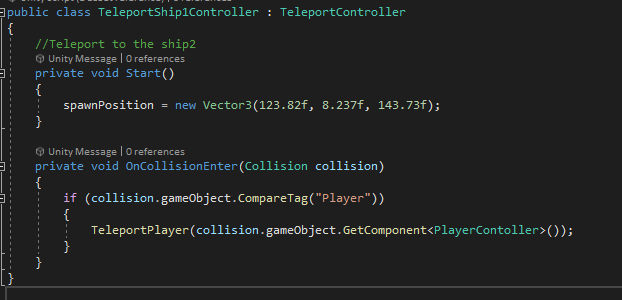 public class TeleportShip1Controller : TeleportController
{
//Teleport to the ship2
Unity Message | 0 references
private void Start()
{
spawnPosition = new Vector3(123.82f, 8.237f, 143.73f);
}
Unity Message | 0 references
private void OnCollisionEnter(Collision collision)
{
if (collision.gameObject.CompareTag("Player"))
{
TeleportPlayer(collision.gameObject.GetComponent<PlayerContoller>());
}
}
}